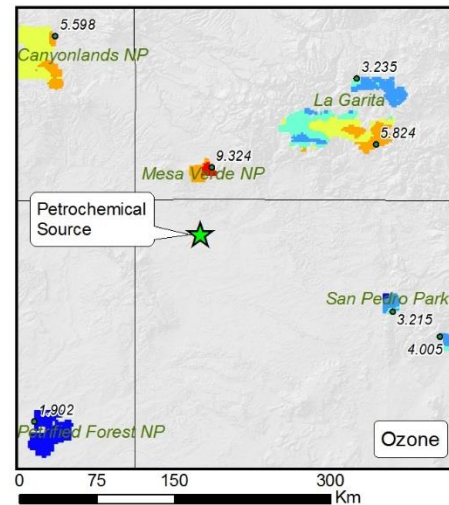 5.598
Canyonlands NP
3.235
La Garita
5.824
9.324
Mesa Verde NP
Petrochemical
Source
San Pedro Park
3.215
4.005
1.902
Petrified Forest NP
Ozone
0 75 150 300
Km